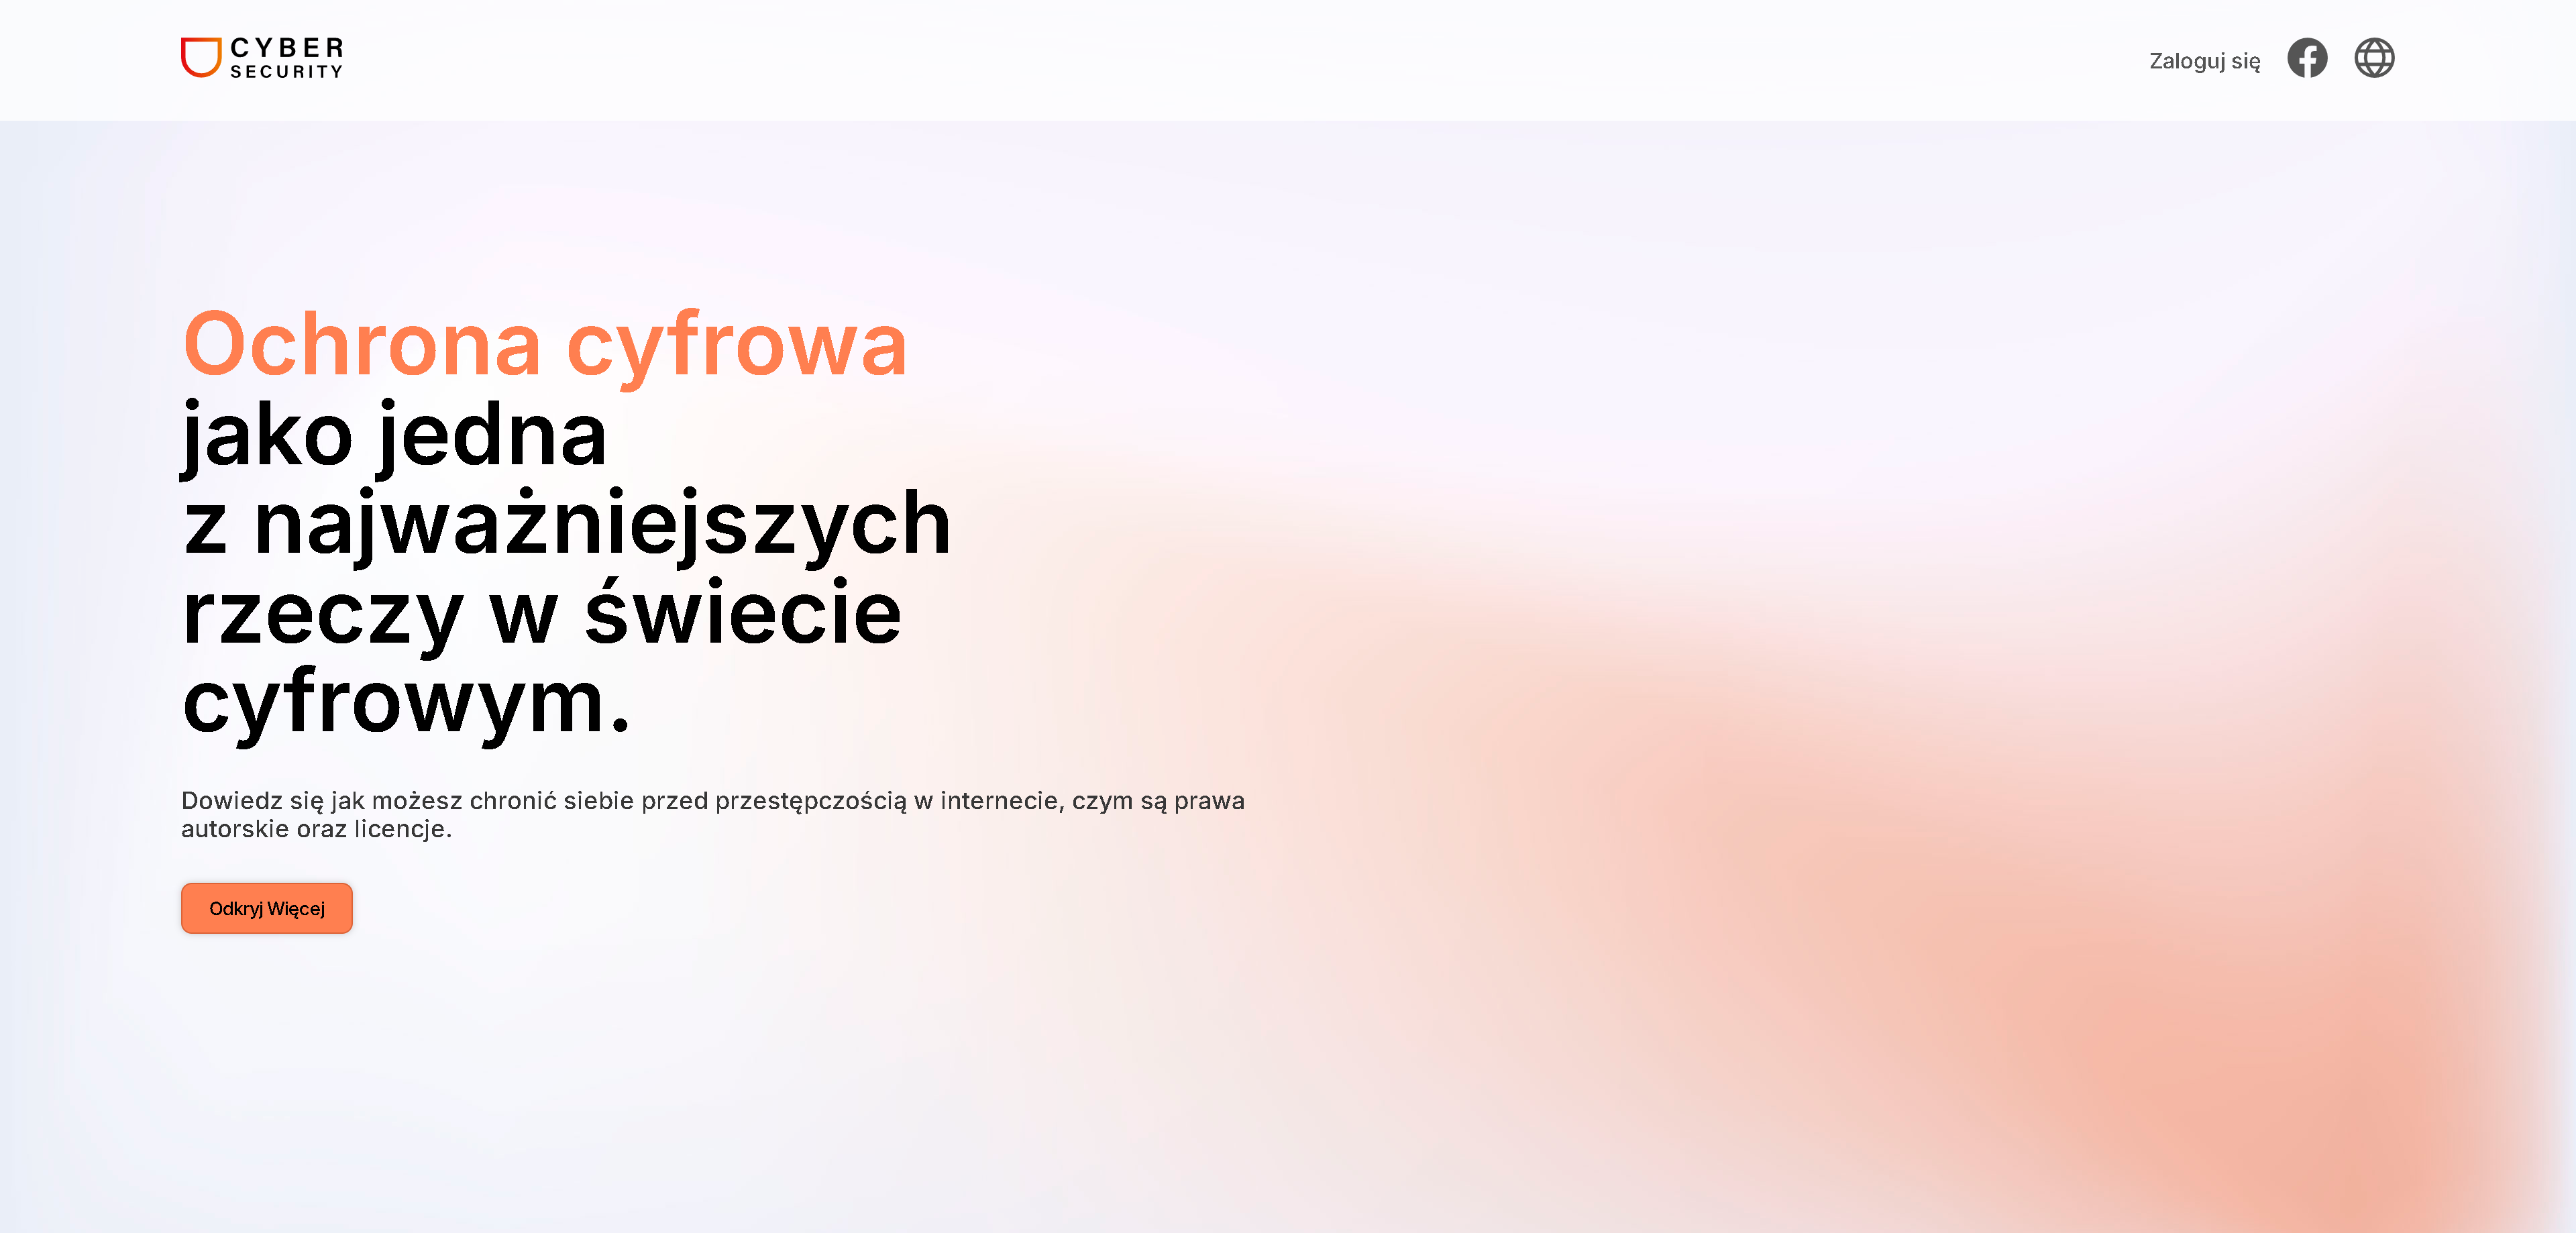 CYBER
SECURITY
Zaloguj się
Ochrona cyfrowa
jako jedna
z najważniejszych
rzeczy w świecie
cyfrowym.
Dowiedz się jak możesz chronić siebie przed przestępczością w internecie, czym są prawa
autorskie oraz licencje.
Odkryj Więcej